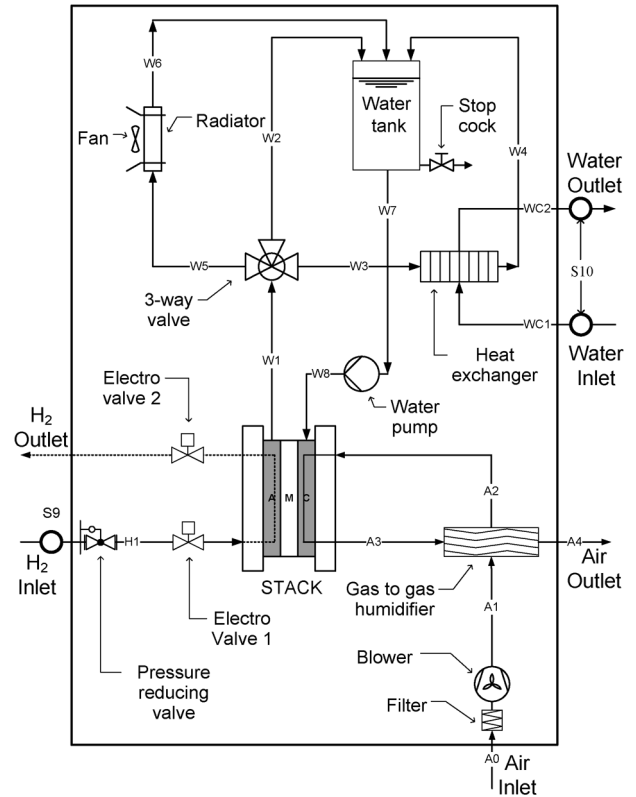 W6
Fan
Radiator
W2
Water
tank
Stop
cock
W4
W7
Water
Outlet
WC2
W5
W3
S10
3-way
valve
WC1
Heat
exchanger
Water
Inlet
W1
W8
Electro
valve 2
Water
pump
H2
Outlet
A2
A
M
C
S9
H1
A3
A4
H2
Inlet
STACK
Gas to gas
humidifier
Air
Outlet
A1
Electro
Valve 1
Blower
Pressure
reducing
valve
Filter
A0
Air
Inlet